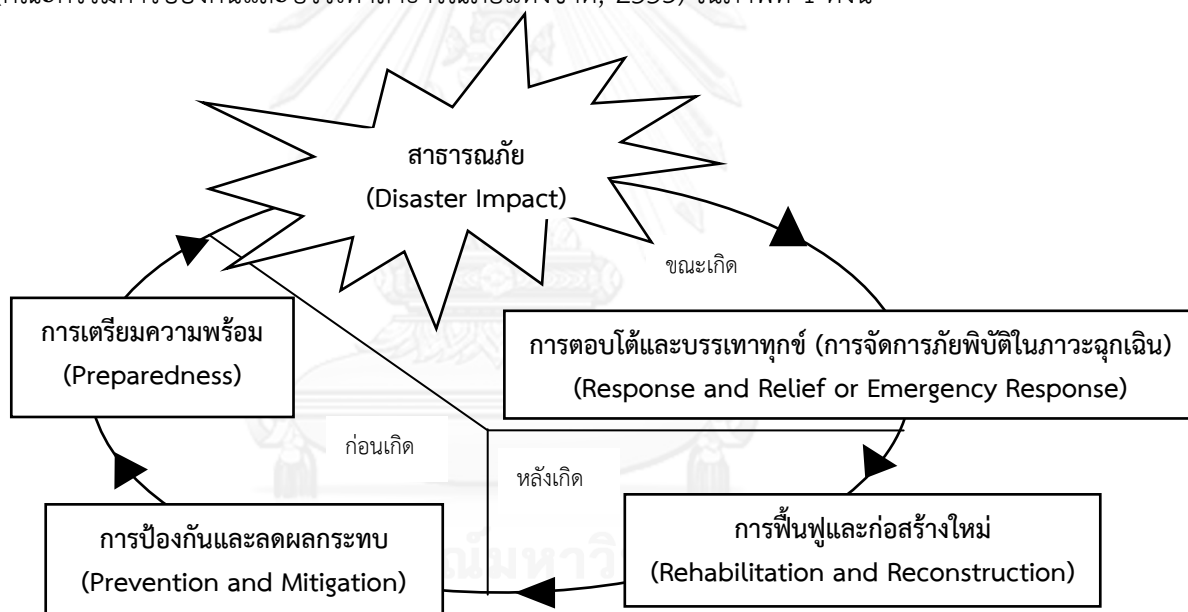 สาธารณภัย
(Disaster Impact)
ขณะเกิด
การเตรียมความพร้อม
(Preparedness)
การตอบโต้และบรรเทาทุกข์ (การจัดการภัยพิบัติในภาวะฉุกเฉิน)
(Response and Relief or Emergency Response)
ก่อนเกิด
หลังเกิด
การป้องกันและลดผลกระทบ
(Prevention and Mitigation)
การฟื้นฟูและก่อสร้างใหม่
(Rehabilitation and Reconstruction)